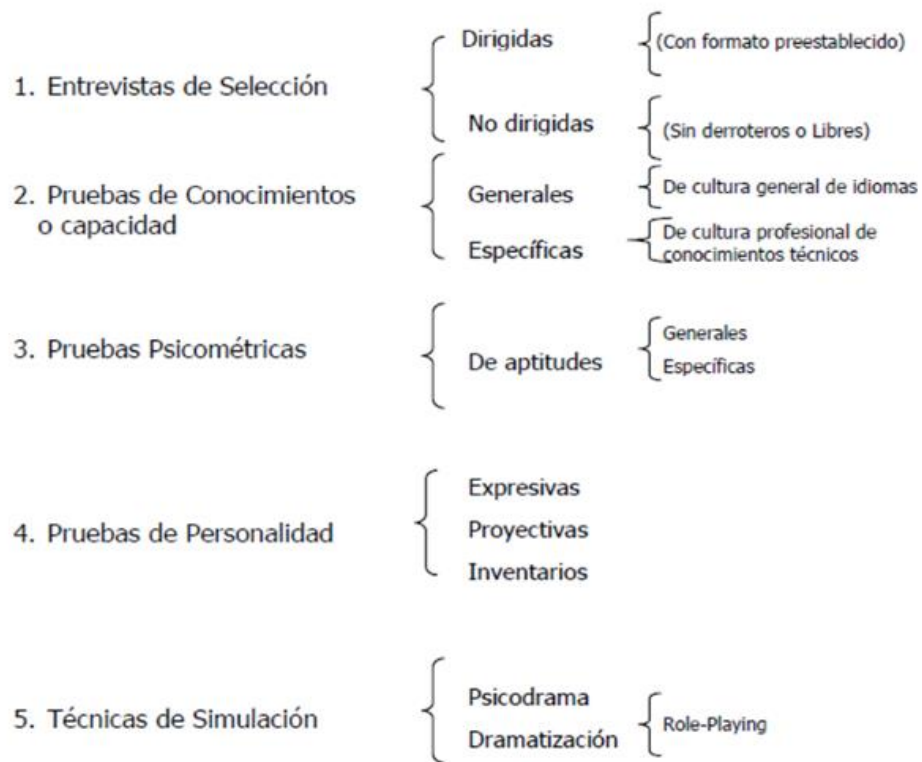 Dirigidas
(Con formato preestablecido)
1. Entrevistas de Selección
No dirigidas
(Sin derroteros o Libres)
2. Pruebas de Conocimientos
o capacidad
Generales
De cultura general de idiomas
Específicas
De cultura profesional de
conocimientos técnicos
3. Pruebas Psicométricas
De aptitudes
Generales
Específicas
4. Pruebas de Personalidad
Expresivas
Proyectivas
Inventarios
5. Técnicas de Simulación
Psicodrama
Dramatización
Role-Playing